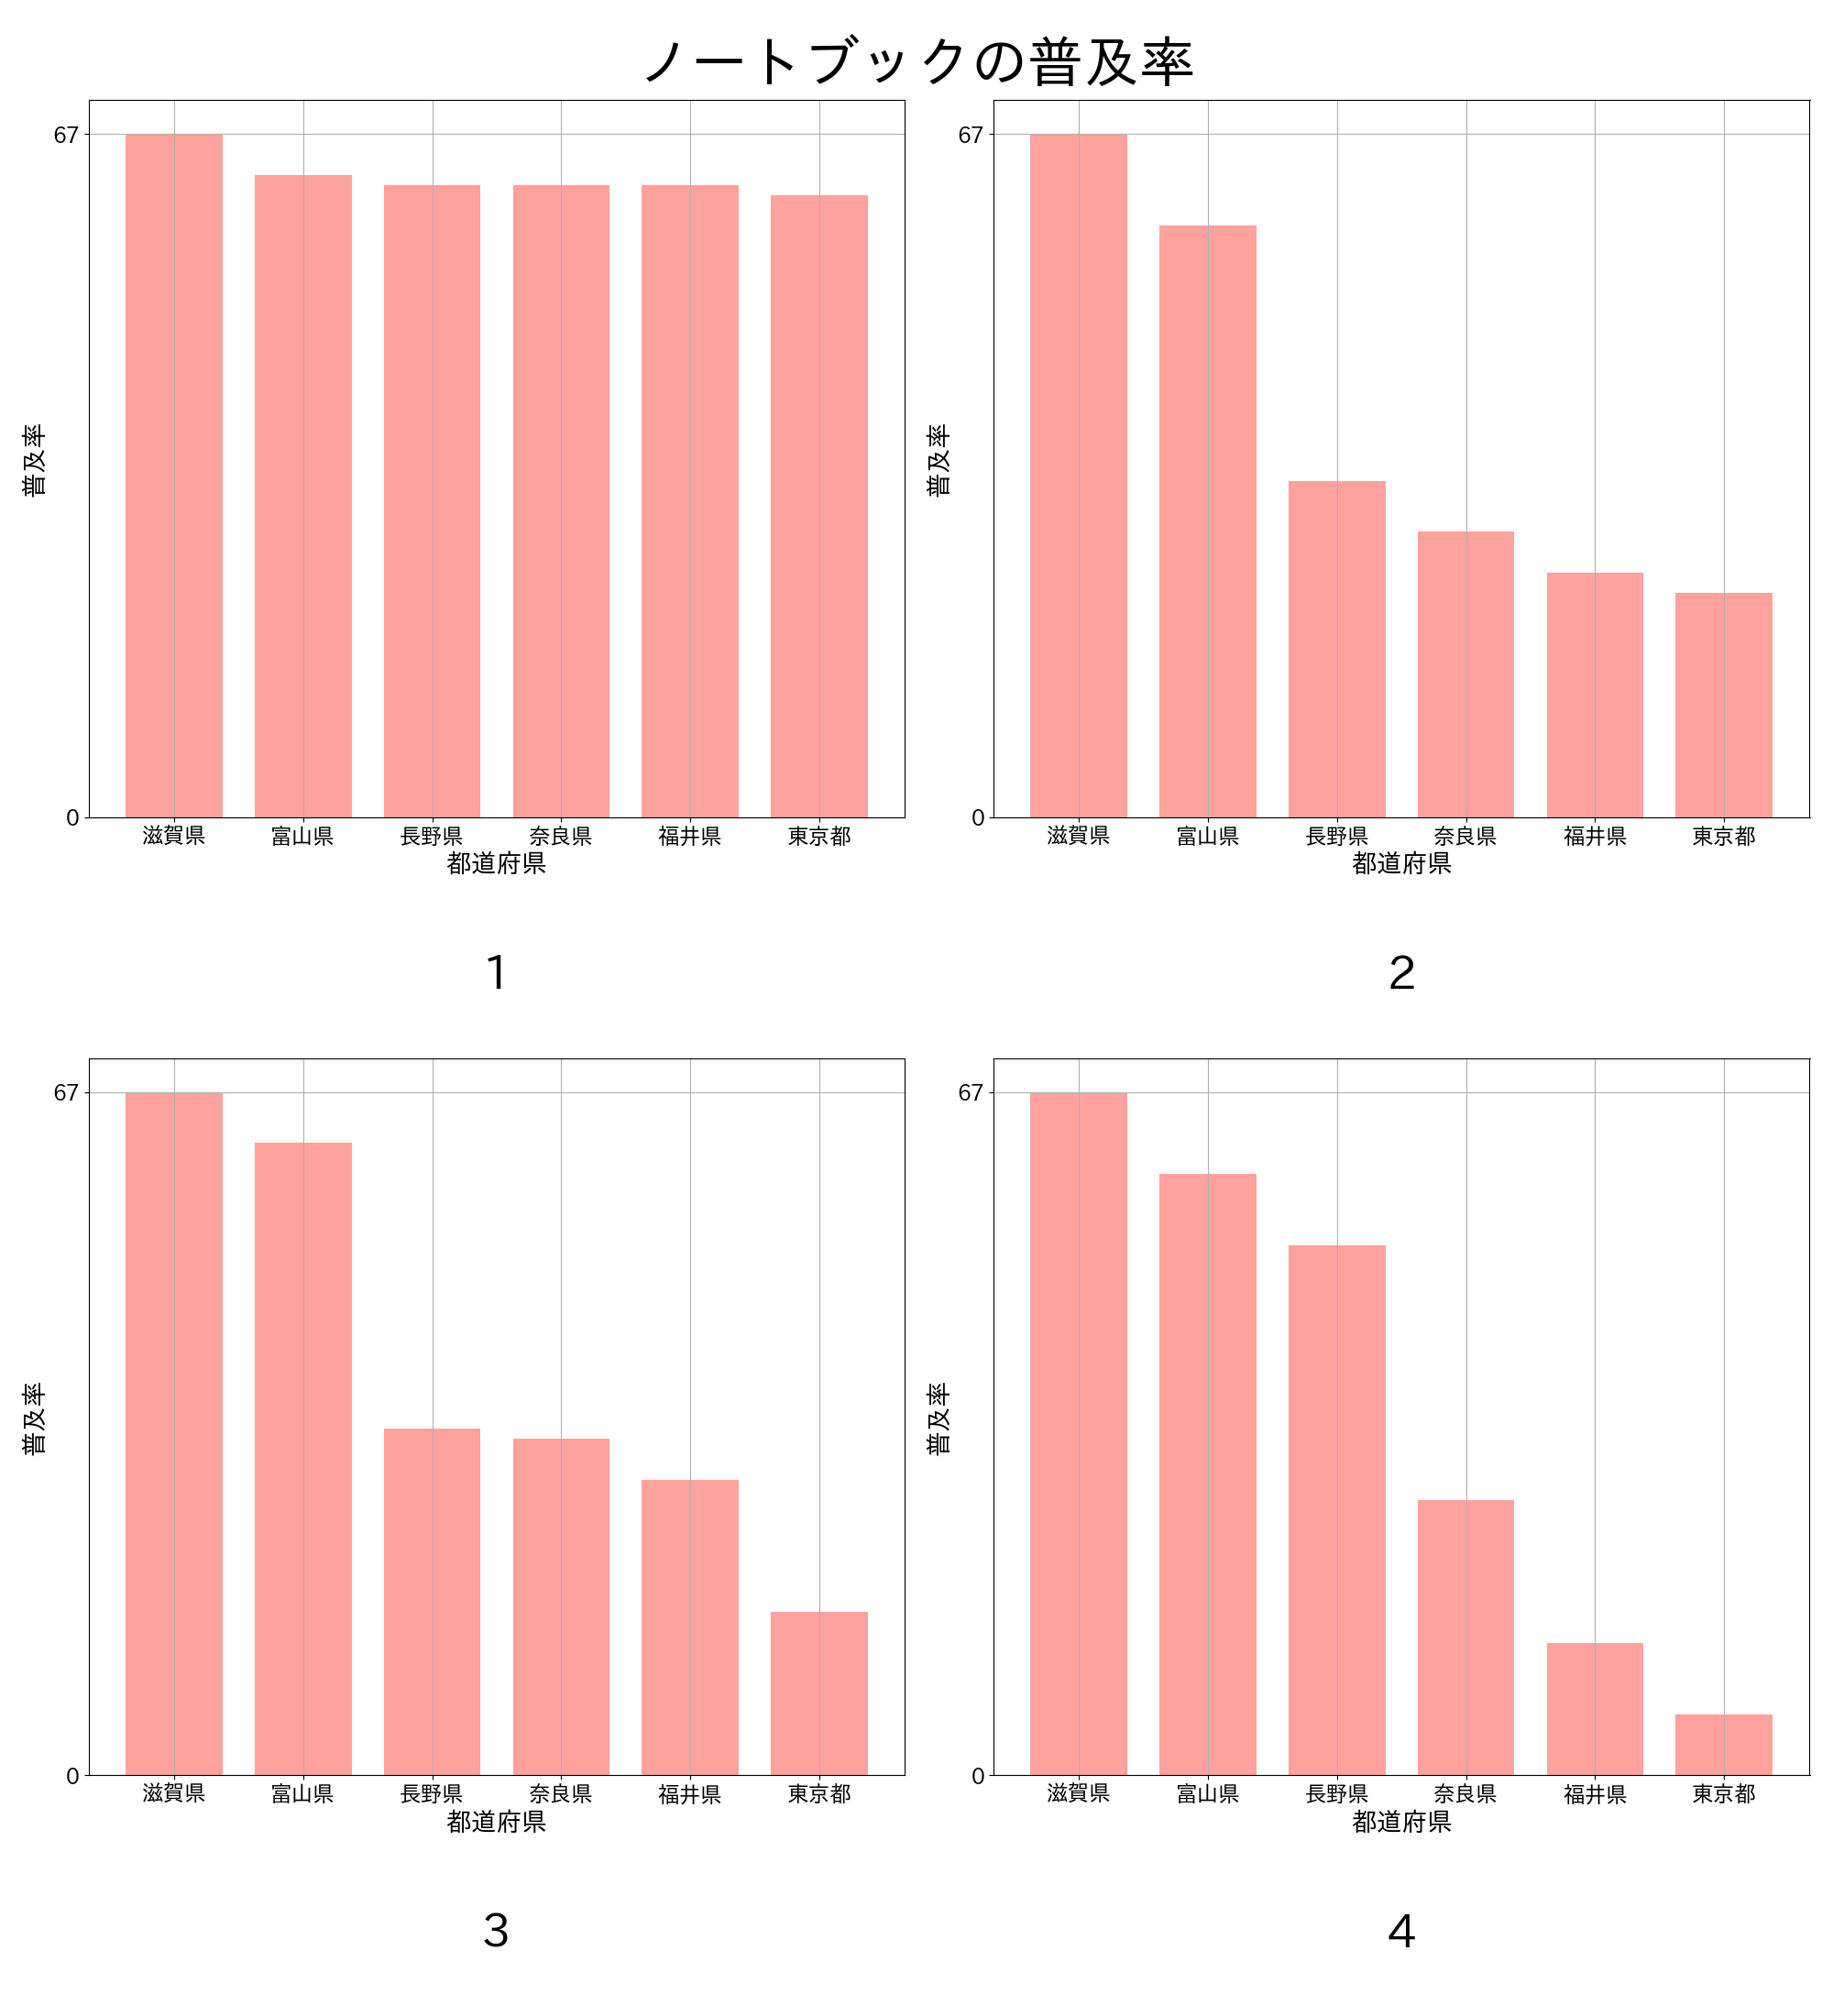 ノートブックの普及率
67
0
普及率
滋賀県 富山県 長野県 奈良県 福井県 東京都
都道府県
1
67
0
普及率
滋賀県 富山県 長野県 奈良県 福井県 東京都
都道府県
2
67
0
普及率
滋賀県 富山県 長野県 奈良県 福井県 東京都
都道府県
3
67
0
普及率
滋賀県 富山県 長野県 奈良県 福井県 東京都
都道府県
4